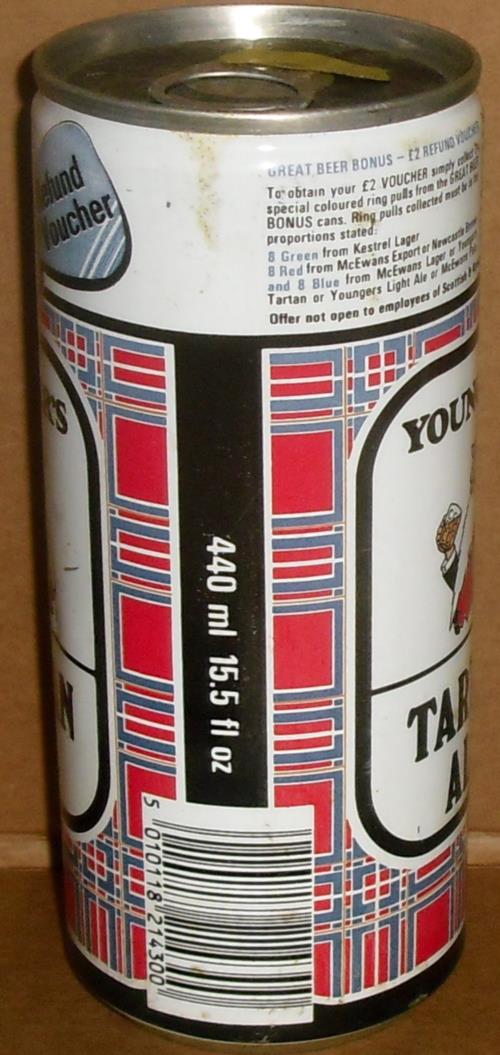 efund
Voucher
GREAT BEER BONUS – £2 REFUND VOUCHER
To obtain your £2 VOUCHER simply collect
special coloured ring pulls from the GREAT BEER
BONUS cans. Ring pulls collected must be in
proportions stated:
8 Green from Kestrel Lager
8 Red from McEwans Export or Newcastle
and 8 Blue from McEwans Lager or
Tartan or Youngers Light Ale or McEwans
Offer not open to employees of Scottish &
YOUN
TAR
A
N
440 ml 15.5 fl oz
5 010118 214300